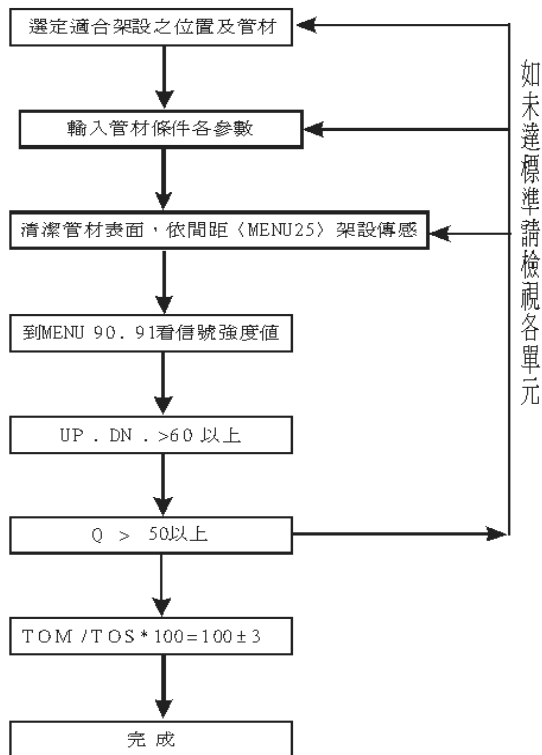 選定適合架設之位置及管材
輸入管材條件各參數
清潔管材表面，依間距〈MENU25〉架設傳感
到MENU 90 . 91看信號強度值
UP . DN . >60 以上
Q > 50以上
TOM /TOS*100=100±3
完成
如未達標準請檢視各單元